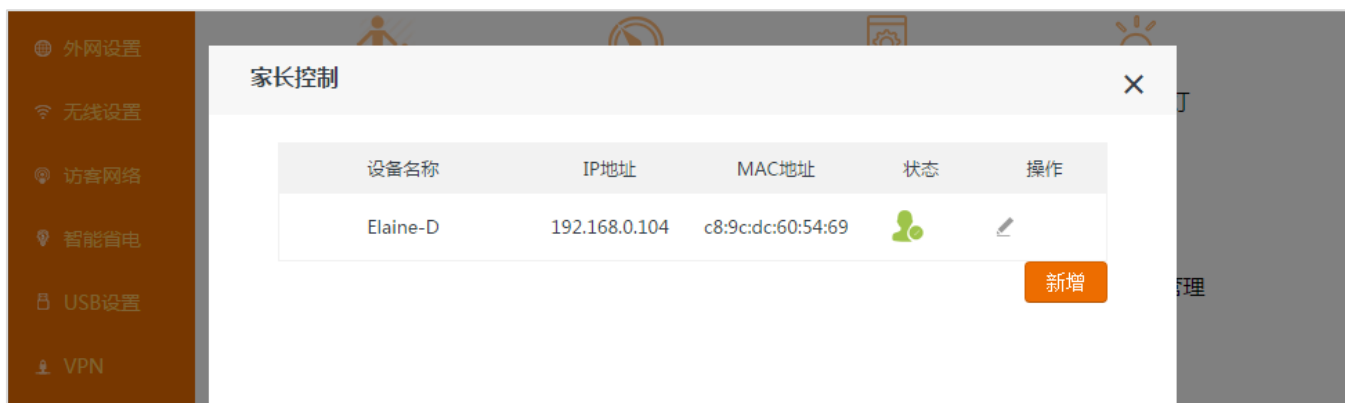 外网设置
无线设置
访客网络
智能省电
USB设置
VPN
家长控制
设备名称 IP地址 MAC地址 状态 操作
Elaine-D 192.168.0.104 c8:9c:dc:60:54:69
新增
管理